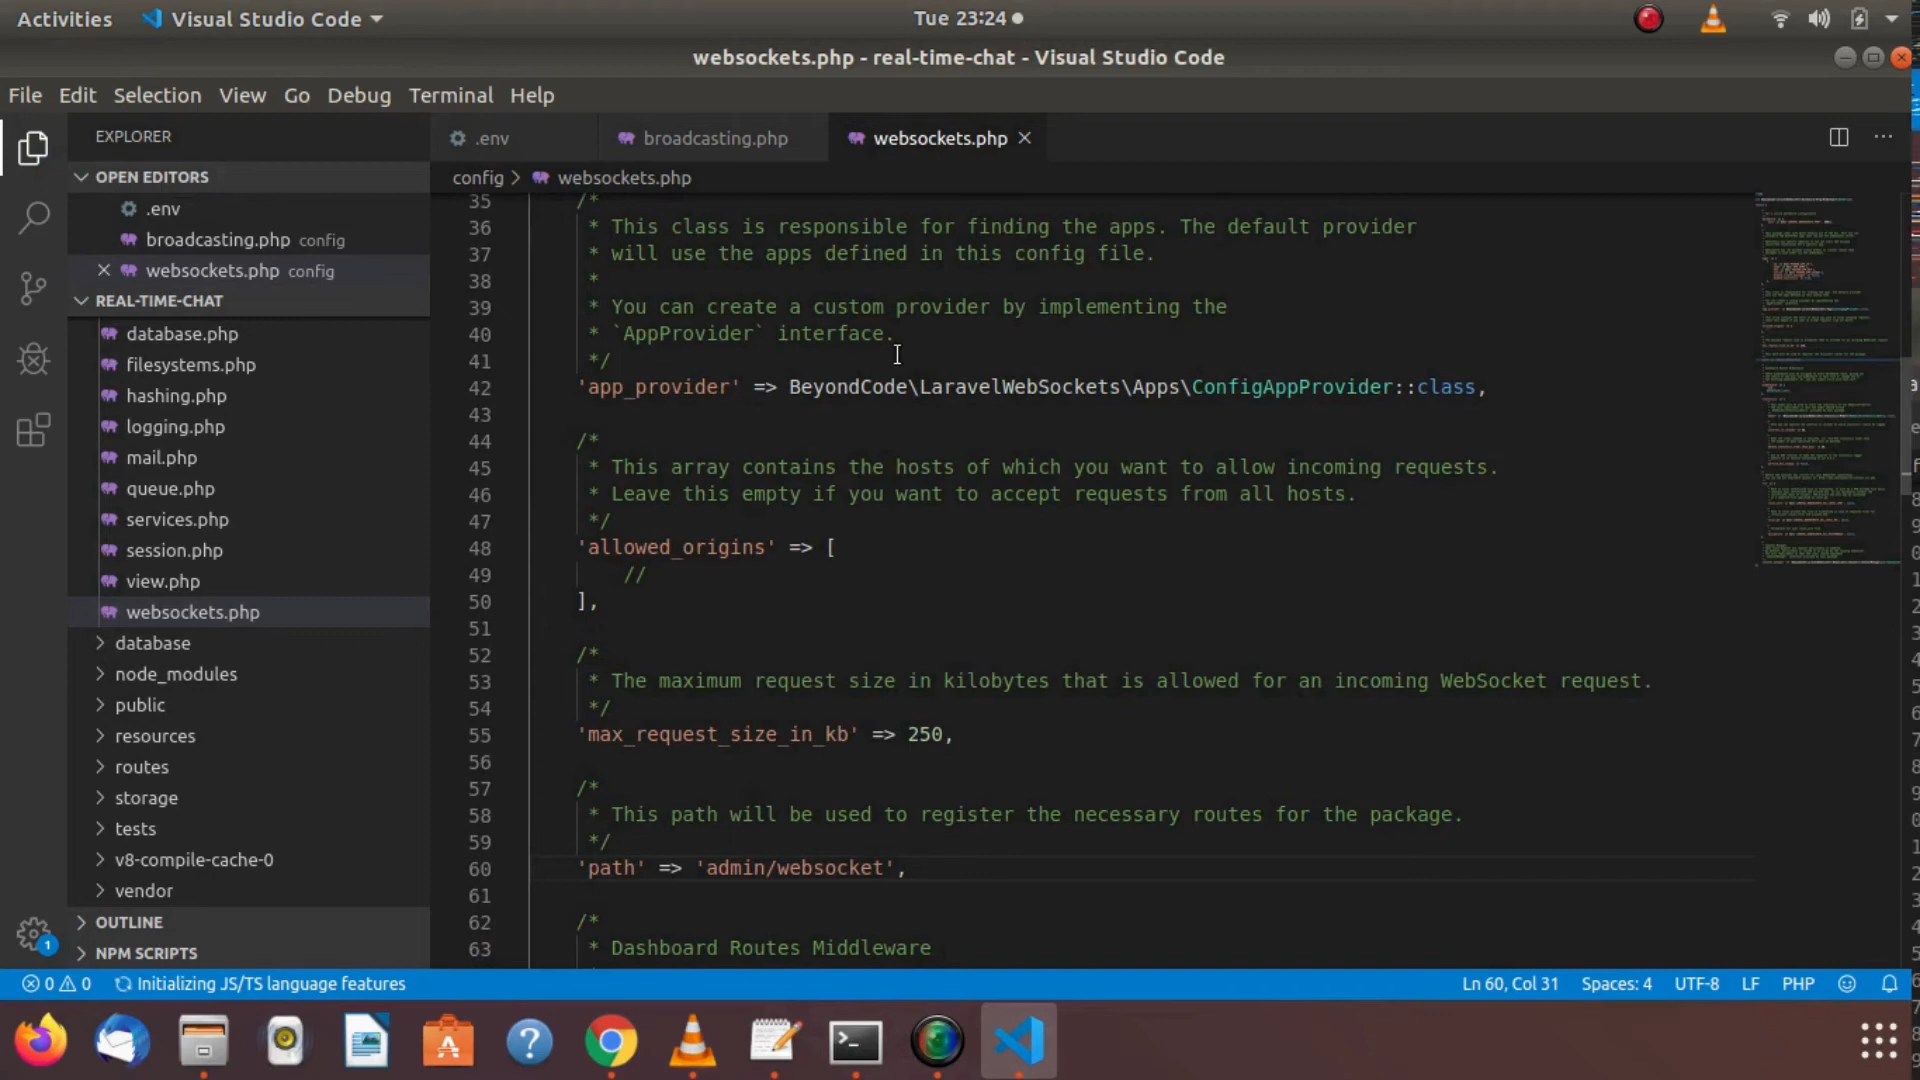 Activities Visual Studio Code Tue 23:24
websockets.php - real-time-chat - Visual Studio Code
File Edit Selection View Go Debug Terminal Help
EXPLORER
OPEN EDITORS
.env
broadcasting.php config
websockets.php config
REAL-TIME-CHAT
database.php
filesystems.php
hashing.php
logging.php
mail.php
queue.php
services.php
session.php
view.php
websockets.php
database
node_modules
public
resources
routes
storage
tests
v8-compile-cache-0
vendor
OUTLINE
NPM SCRIPTS
1
.env broadcasting.php websockets.php
config > websockets.php
35 /*
36 * This class is responsible for finding the apps. The default provider
37 * will use the apps defined in this config file.
38 *
39 * You can create a custom provider by implementing the
40 * `AppProvider` interface.
41 */
42 'app_provider' => BeyondCode\LaravelWebSockets\Apps\ConfigAppProvider::class,
43
44 /*
45 * This array contains the hosts of which you want to allow incoming requests.
46 * Leave this empty if you want to accept requests from all hosts.
47 */
48 'allowed_origins' => [
49 //
50 ],
51
52 /*
53 * The maximum request size in kilobytes that is allowed for an incoming WebSocket request.
54 */
55 'max_request_size_in_kb' => 250,
56
57 /*
58 * This path will be used to register the necessary routes for the package.
59 */
60 'path' => 'admin/websocket',
61
62 /*
63 * Dashboard Routes Middleware
0 0 Initializing JS/TS language features Ln 60, Col 31 Spaces: 4 UTF-8 LF PHP